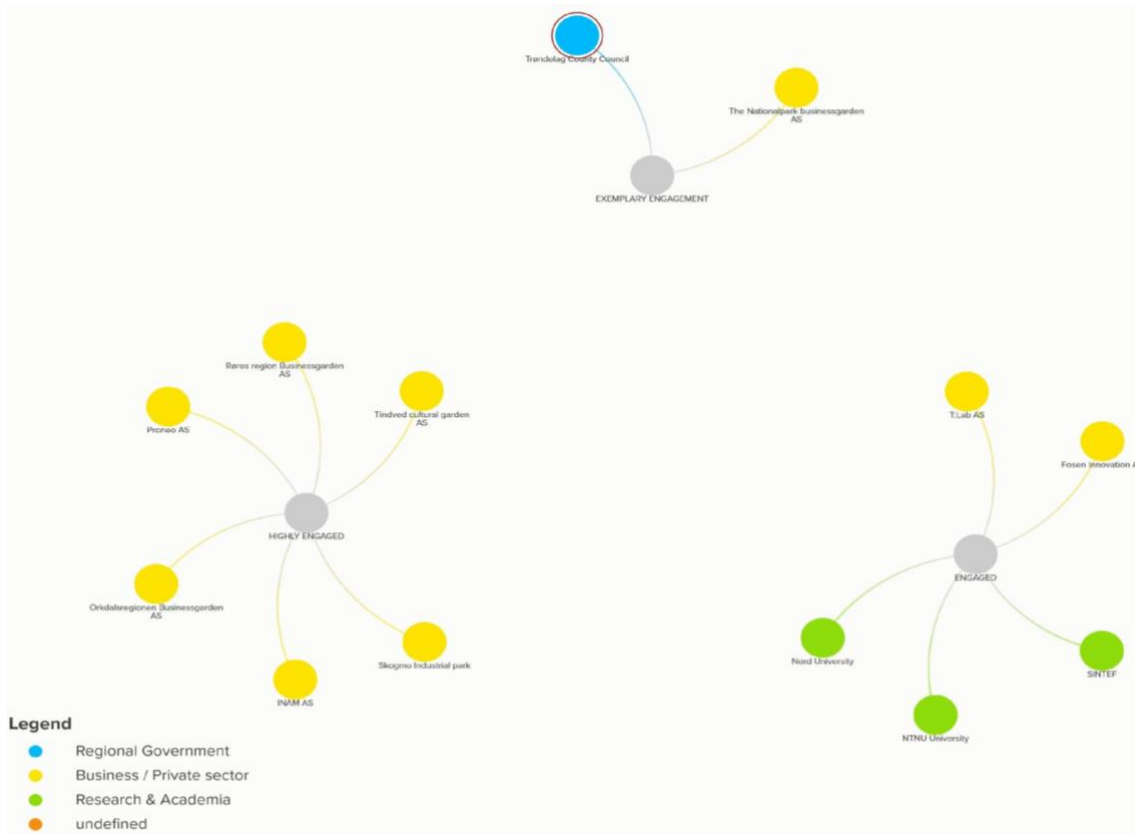 Trøndelag County Council
The Nationalpark businessgarden
AS
EXEMPLARY ENGAGEMENT
Røros region Businessgarden
AS
Tindved cultural garden
AS
Proneo AS
HIGHLY ENGAGED
Orkdalsregionen Businessgarden
AS
Skogmo Industrial park
INAM AS
T:Lab AS
Fosen Innovation A
ENGAGED
Nord University
SINTEF
NTNU University
Legend
Regional Government
Business / Private sector
Research & Academia
undefined